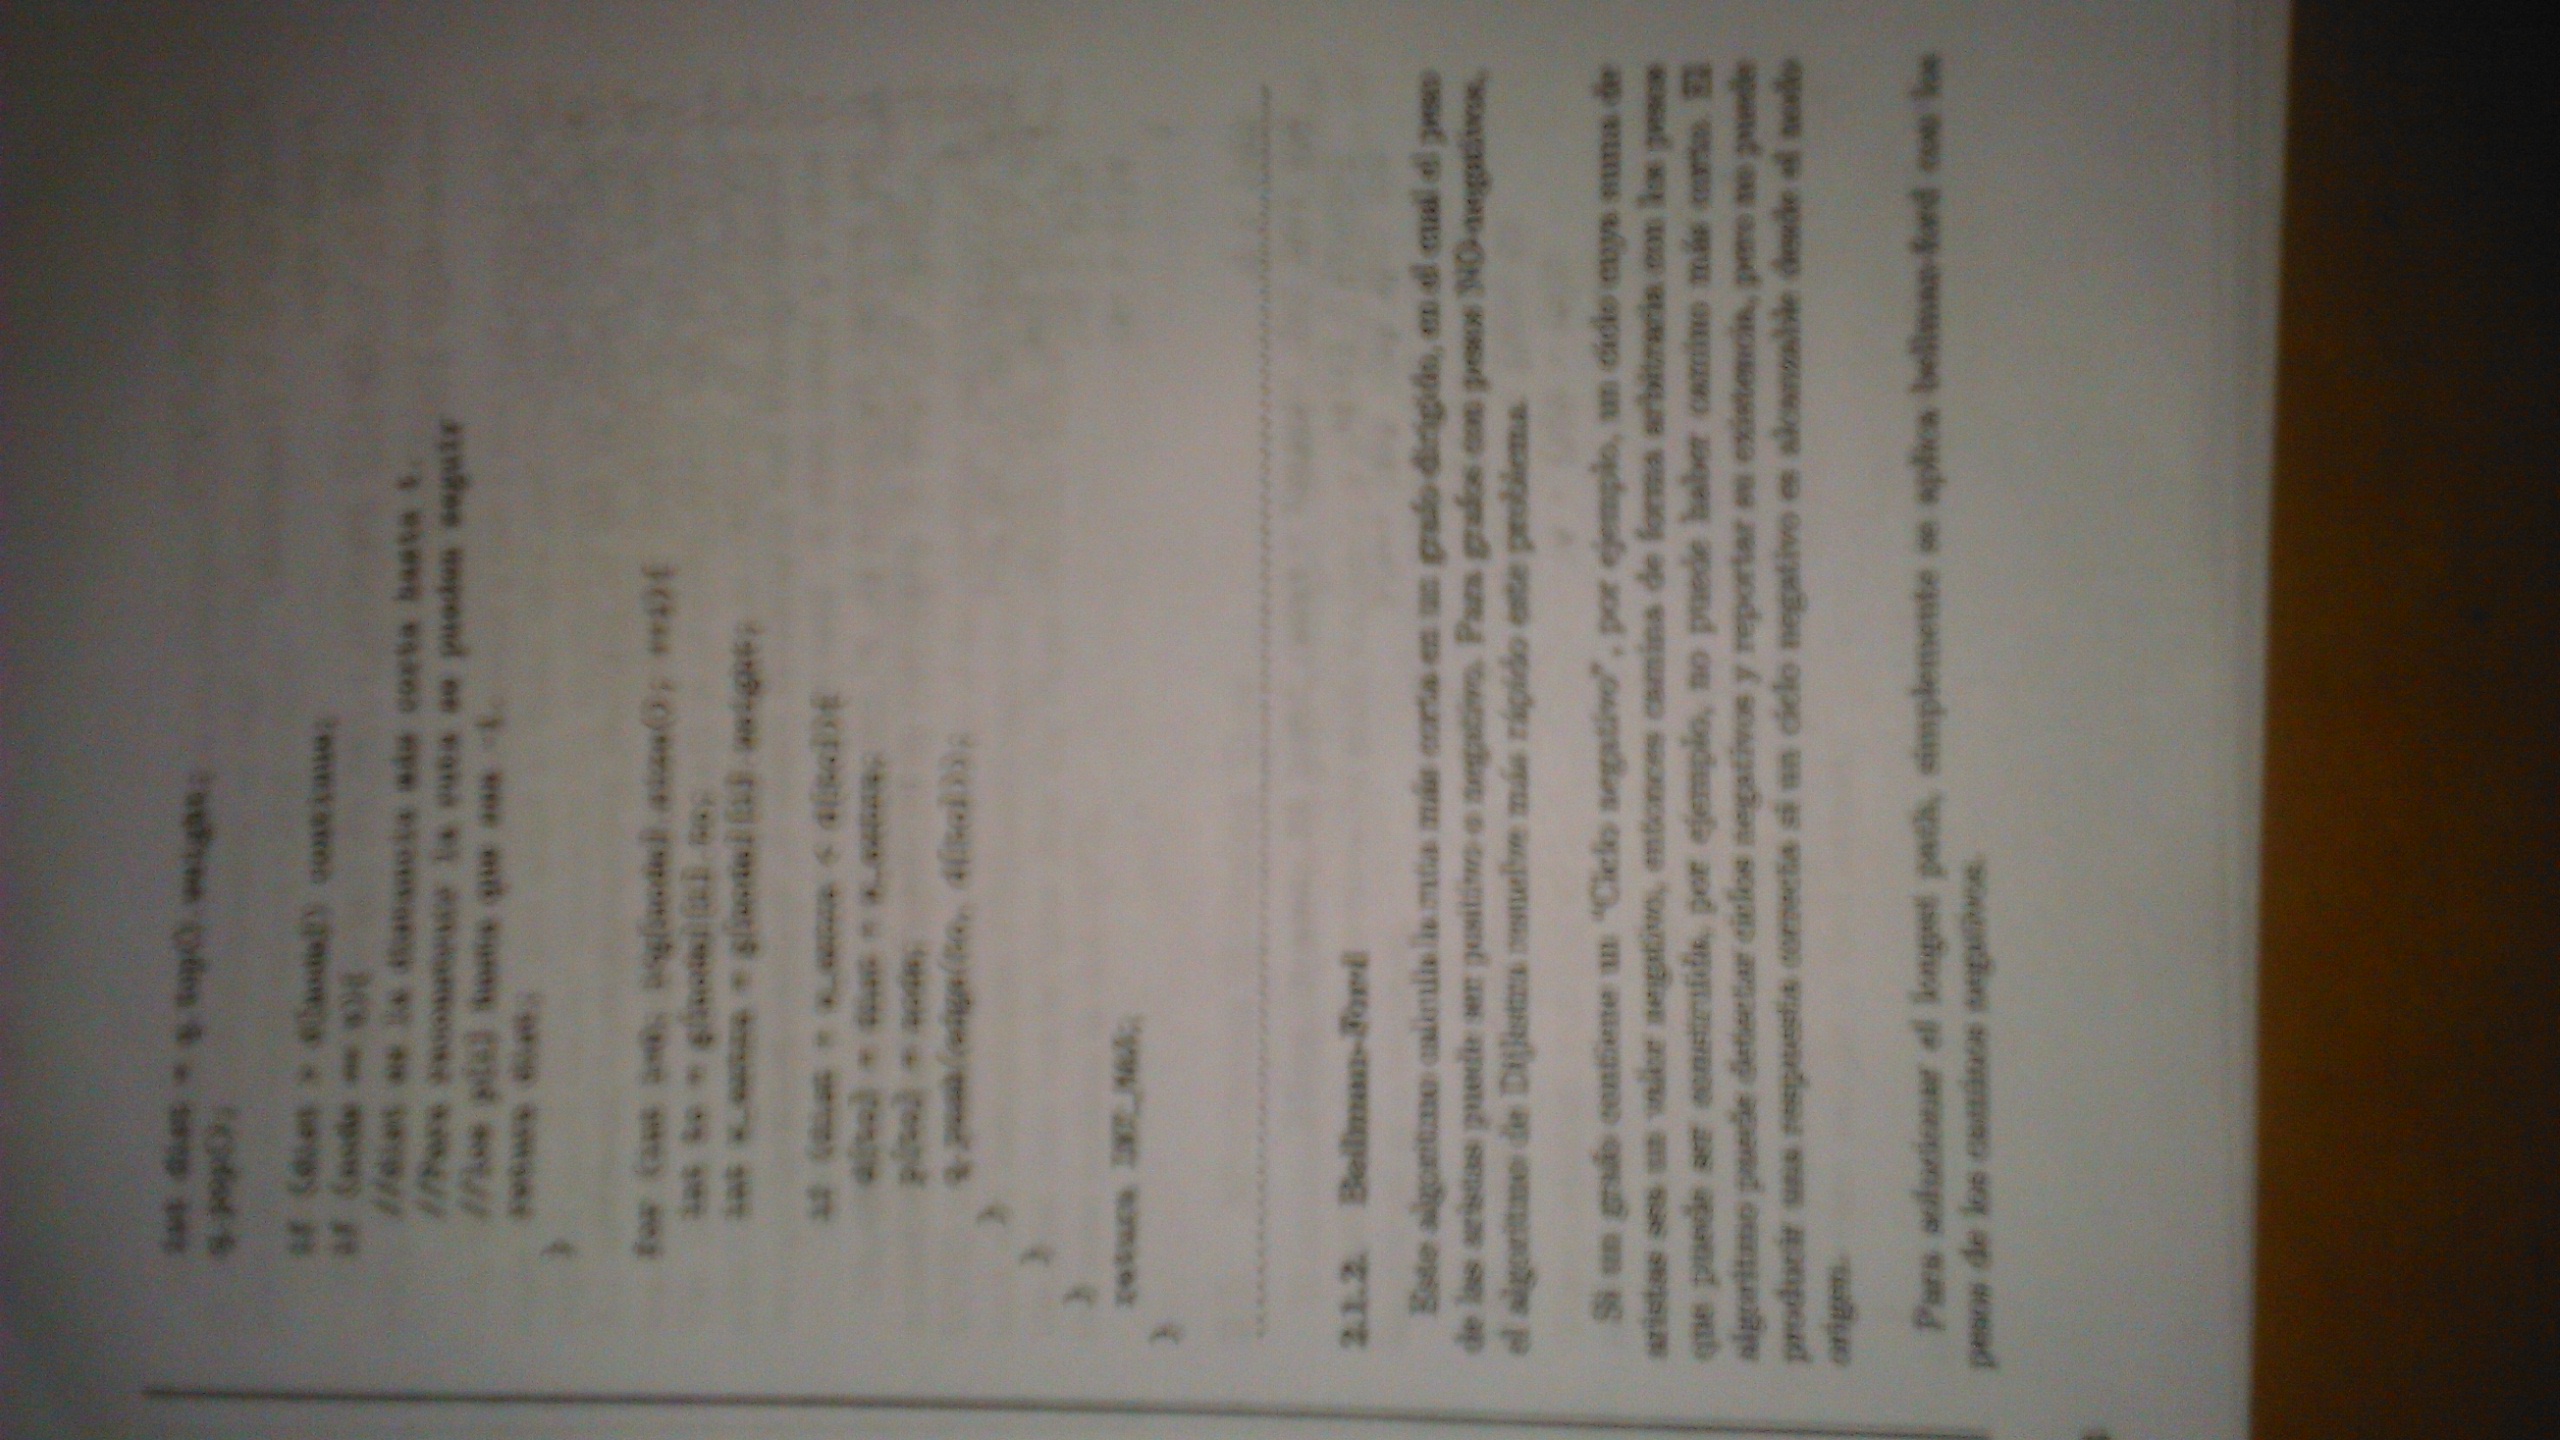 int dist = q.top().weight;
q.pop();
if (dist > d[node]) continue;
if (node == t){
//dist es la distancia más corta hasta t.
//Para reconstruir la ruta se pueden seguir
//los p[i] hasta que sea -1.
return dist;
}
for (int i=0; i<g[node].size(); ++i){
int to = g[node][i].to;
int w_extra = g[node][i].weight;
if (dist + w_extra < d[to]){
d[to] = dist + w_extra;
p[to] = node;
q.push(edge(to, d[to]));
}
}
}
return INT_MAX;
}
2.1.2. Bellman-Ford
Este algoritmo calcula la ruta más corta en un grafo dirigido, en el cual el peso
de las aristas puede ser positivo o negativo. Para grafos con pesos NO-negativos,
el algoritmo de Dijkstra resuelve más rápido este problema.
Si un grafo contiene un "Ciclo negativo", por ejemplo, un ciclo cuya suma de
aristas sea un valor negativo, entonces camina de forma arbitraria con los pesos
que puede ser construida, por ejemplo, no puede haber camino más corto. El
algoritmo puede detectar ciclos negativos y reportar su existencia, pero no puede
producir una respuesta correcta si un ciclo negativo es alcanzable desde el nodo
origen.
Para solucionar el longest path, simplemente se aplica bellman-ford con los
pesos de los caminos negativos.